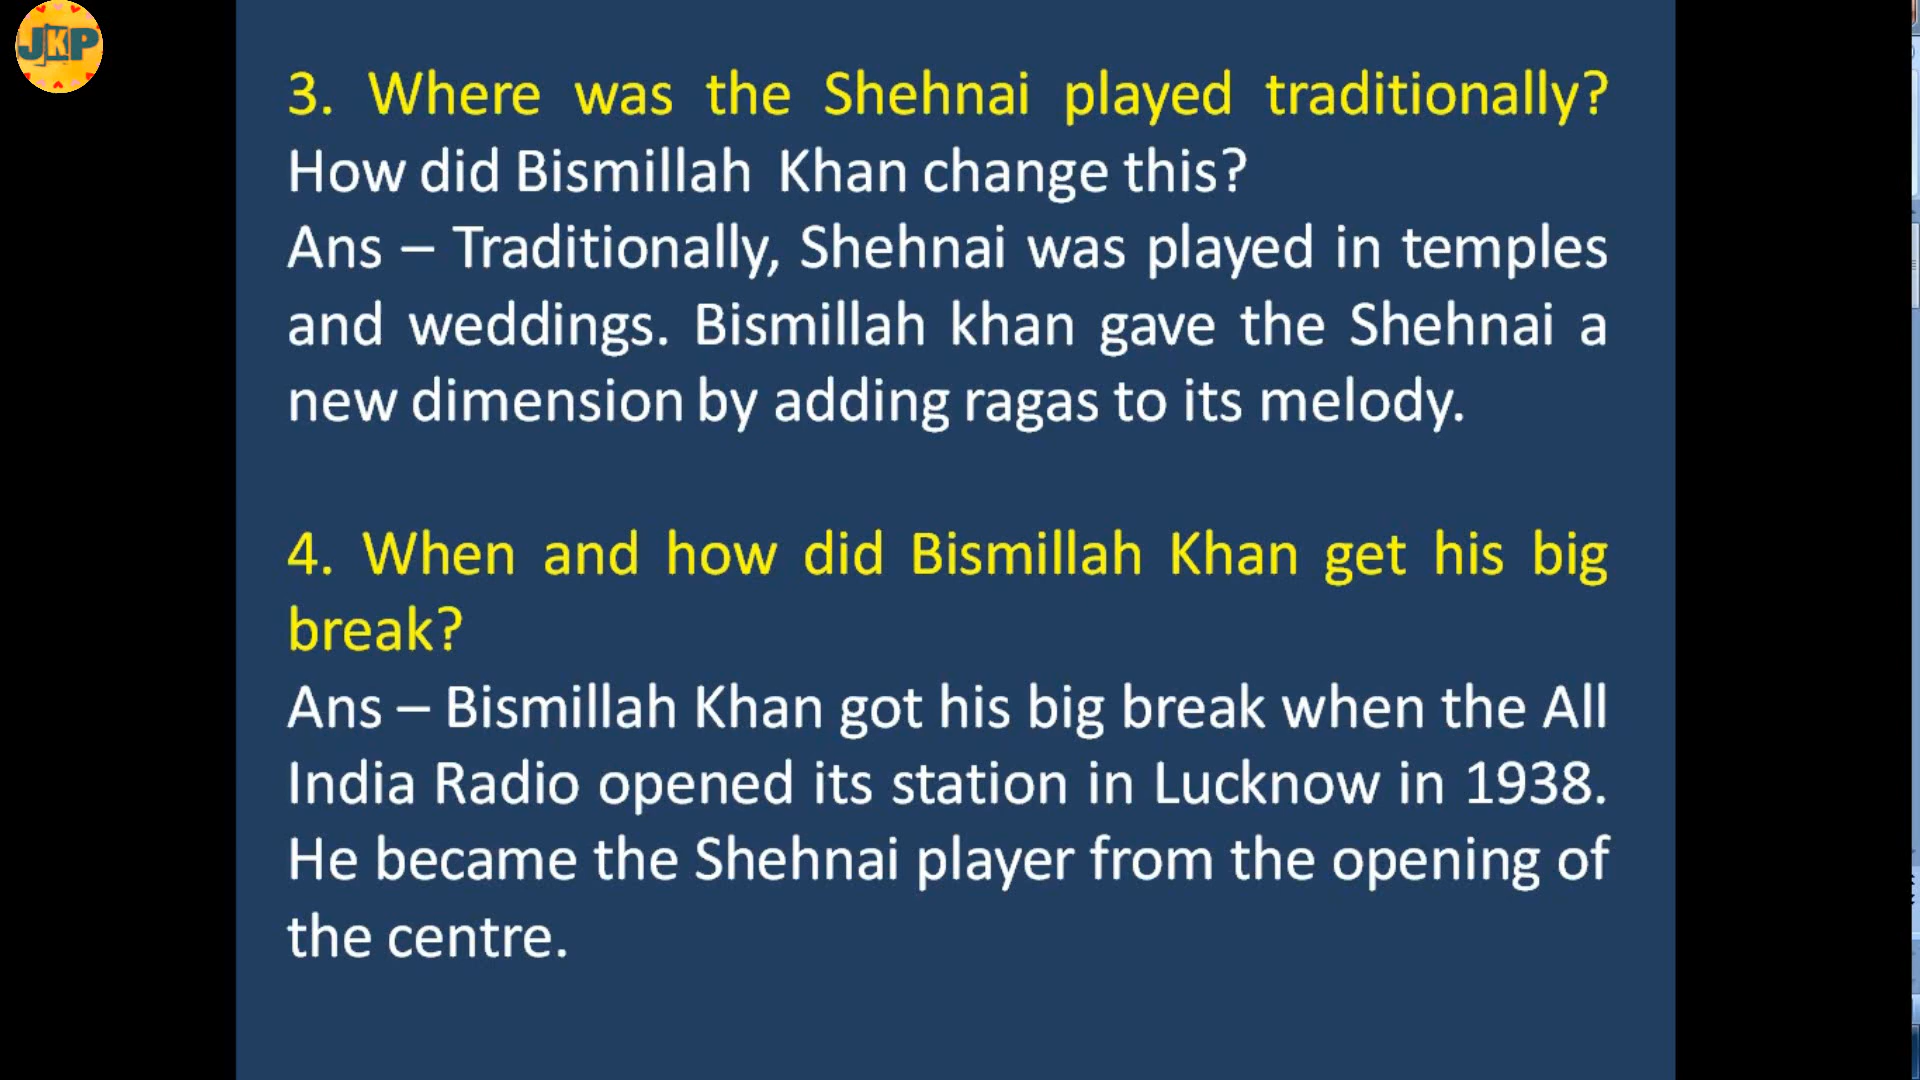 JKP
3. Where was the Shehnai played traditionally?
How did Bismillah Khan change this?
Ans – Traditionally, Shehnai was played in temples
and weddings. Bismillah khan gave the Shehnai a
new dimension by adding ragas to its melody.
4. When and how did Bismillah Khan get his big
break?
Ans – Bismillah Khan got his big break when the All
India Radio opened its station in Lucknow in 1938.
He became the Shehnai player from the opening of
the centre.